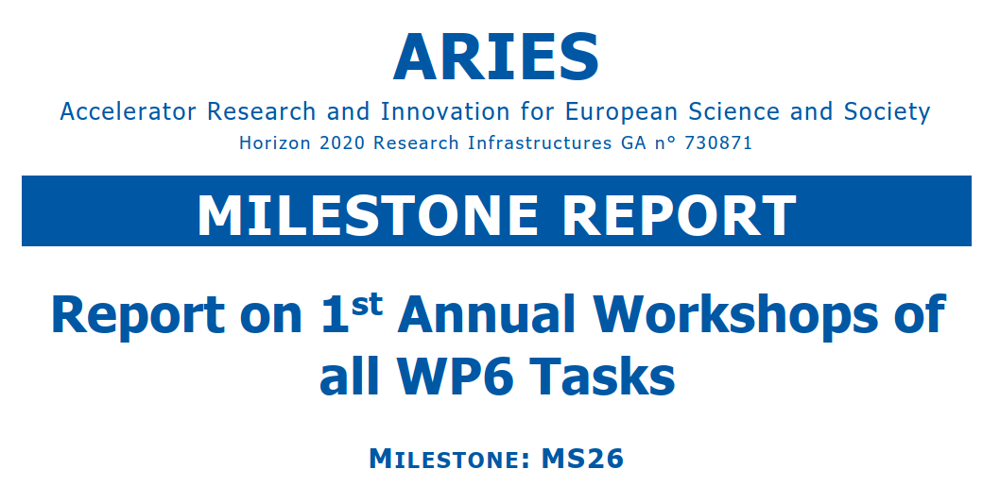 ARIES
Accelerator Research and Innovation for European Science and Society
Horizon 2020 Research Infrastructures GA n° 730871
MILESTONE REPORT
Report on 1st Annual Workshops of
all WP6 Tasks
MILESTONE: MS26